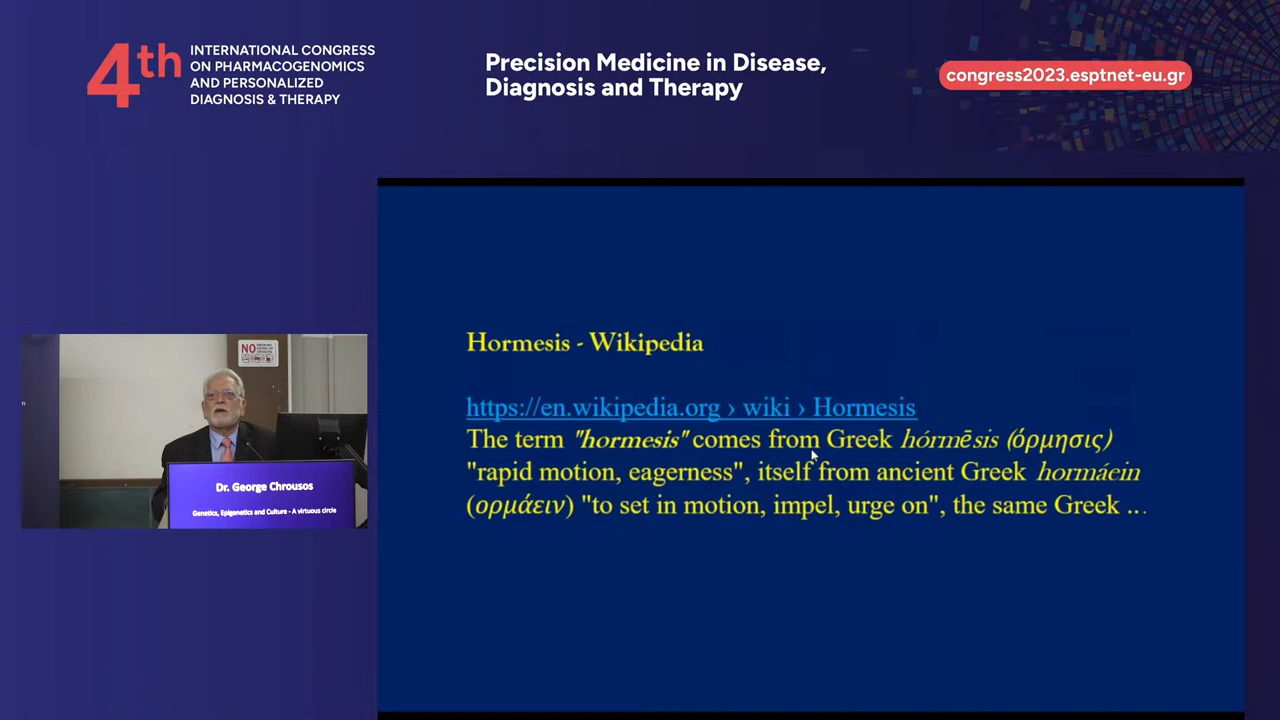 4th
INTERNATIONAL CONGRESS
ON PHARMACOGENOMICS
AND PERSONALIZED
DIAGNOSIS & THERAPY
Precision Medicine in Disease,
Diagnosis and Therapy
congress2023.esptnet-eu.gr
Hormesis - Wikipedia
https://en.wikipedia.org › wiki › Hormesis
The term "hormesis" comes from Greek hórmēsis (όρμησις)
"rapid motion, eagerness", itself from ancient Greek hormáein
(ορμάειν) "to set in motion, impel, urge on", the same Greek ...
NO
Dr. George Chrousos
Genetics, Epigenetics and Culture - A virtuous circle